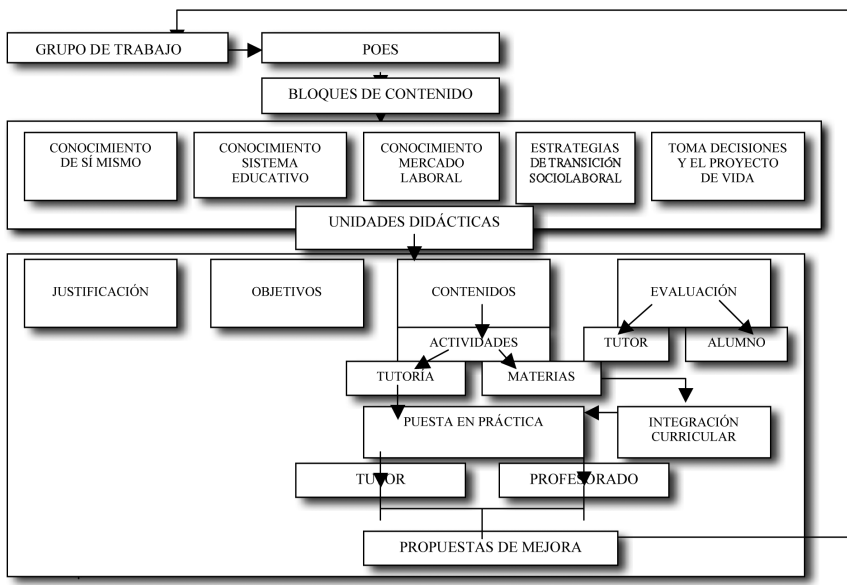 GRUPO DE TRABAJO
POES
BLOQUES DE CONTENIDO
CONOCIMIENTO
DE SÍ MISMO
CONOCIMIENTO
SISTEMA
EDUCATIVO
CONOCIMIENTO
MERCADO
LABORAL
ESTRATEGIAS
DE TRANSICIÓN
SOCIOLABORAL
TOMA DECISIONES
Y EL PROYECTO
DE VIDA
UNIDADES DIDÁCTICAS
JUSTIFICACIÓN
OBJETIVOS
CONTENIDOS
EVALUACIÓN
ACTIVIDADES
TUTOR
ALUMNO
TUTORÍA
MATERIAS
PUESTA EN PRÁCTICA
INTEGRACIÓN
CURRICULAR
TUTOR
PROFESORADO
PROPUESTAS DE MEJORA